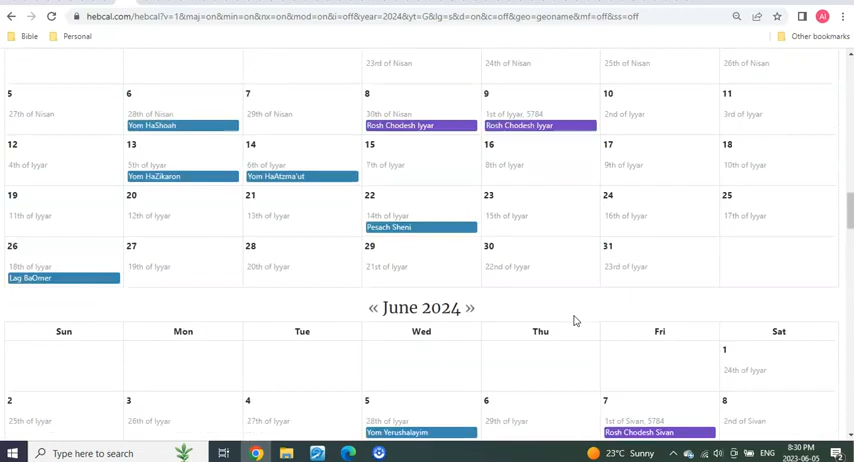 hebcal.com/hebcal?v=1&maj=on&min=on&nx=on&mod=on&i=off&year=2024&yt=G&lg=s&d=on&c=off&geo=geoname&mf=off&ss=off
AI
Bible Personal Other bookmarks
23rd of Nisan 24th of Nisan 25th of Nisan 26th of Nisan
5 6 7 8 9 10 11
27th of Nisan 28th of Nisan 29th of Nisan 30th of Nisan 1st of Iyyar, 5784 2nd of Iyyar 3rd of Iyyar
Yom HaShoah Rosh Chodesh Iyyar Rosh Chodesh Iyyar
12 13 14 15 16 17 18
4th of Iyyar 5th of Iyyar 6th of Iyyar 7th of Iyyar 8th of Iyyar 9th of Iyyar 10th of Iyyar
Yom HaZikaron Yom HaAtzma'ut
19 20 21 22 23 24 25
11th of Iyyar 12th of Iyyar 13th of Iyyar 14th of Iyyar 15th of Iyyar 16th of Iyyar 17th of Iyyar
Pesach Sheni
26 27 28 29 30 31
18th of Iyyar 19th of Iyyar 20th of Iyyar 21st of Iyyar 22nd of Iyyar 23rd of Iyyar
Lag BaOmer
« June 2024 »
Sun Mon Tue Wed Thu Fri Sat
1
24th of Iyyar
2 3 4 5 6 7 8
25th of Iyyar 26th of Iyyar 27th of Iyyar 28th of Iyyar 29th of Iyyar 1st of Sivan, 5784 2nd of Sivan
Yom Yerushalayim Rosh Chodesh Sivan
Type here to search 23°C Sunny ENG 8:30 PM
2023-06-05 2